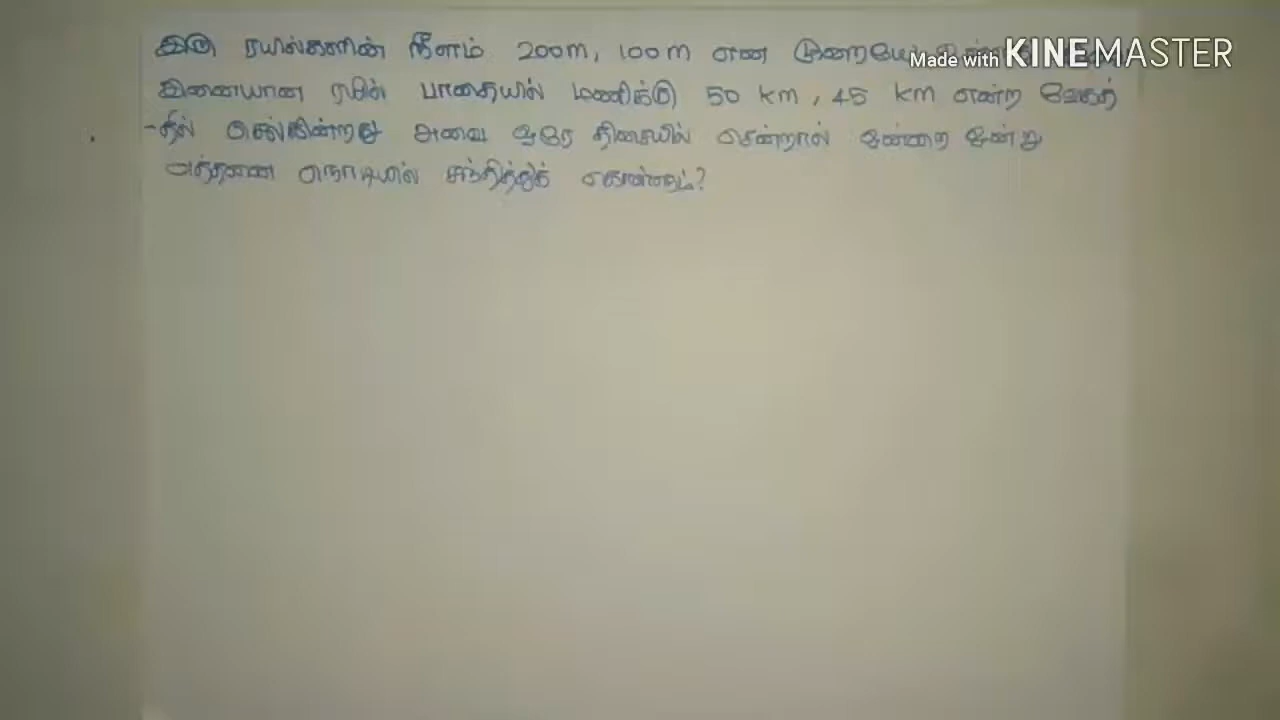 இரு ரயில்களின் நீளம் 200m, 100m என முறையே
Made with KINEMASTER
இணையான ரயில் பாதையில் மணிக்கு 50 km, 45 km என்ற வேகத்
-தில் செல்கின்றது அவை ஒரே திசையில் சென்றால் ஒன்றை ஒன்று
எத்தனை நொடியில் சந்தித்துக் கொள்ளும்?